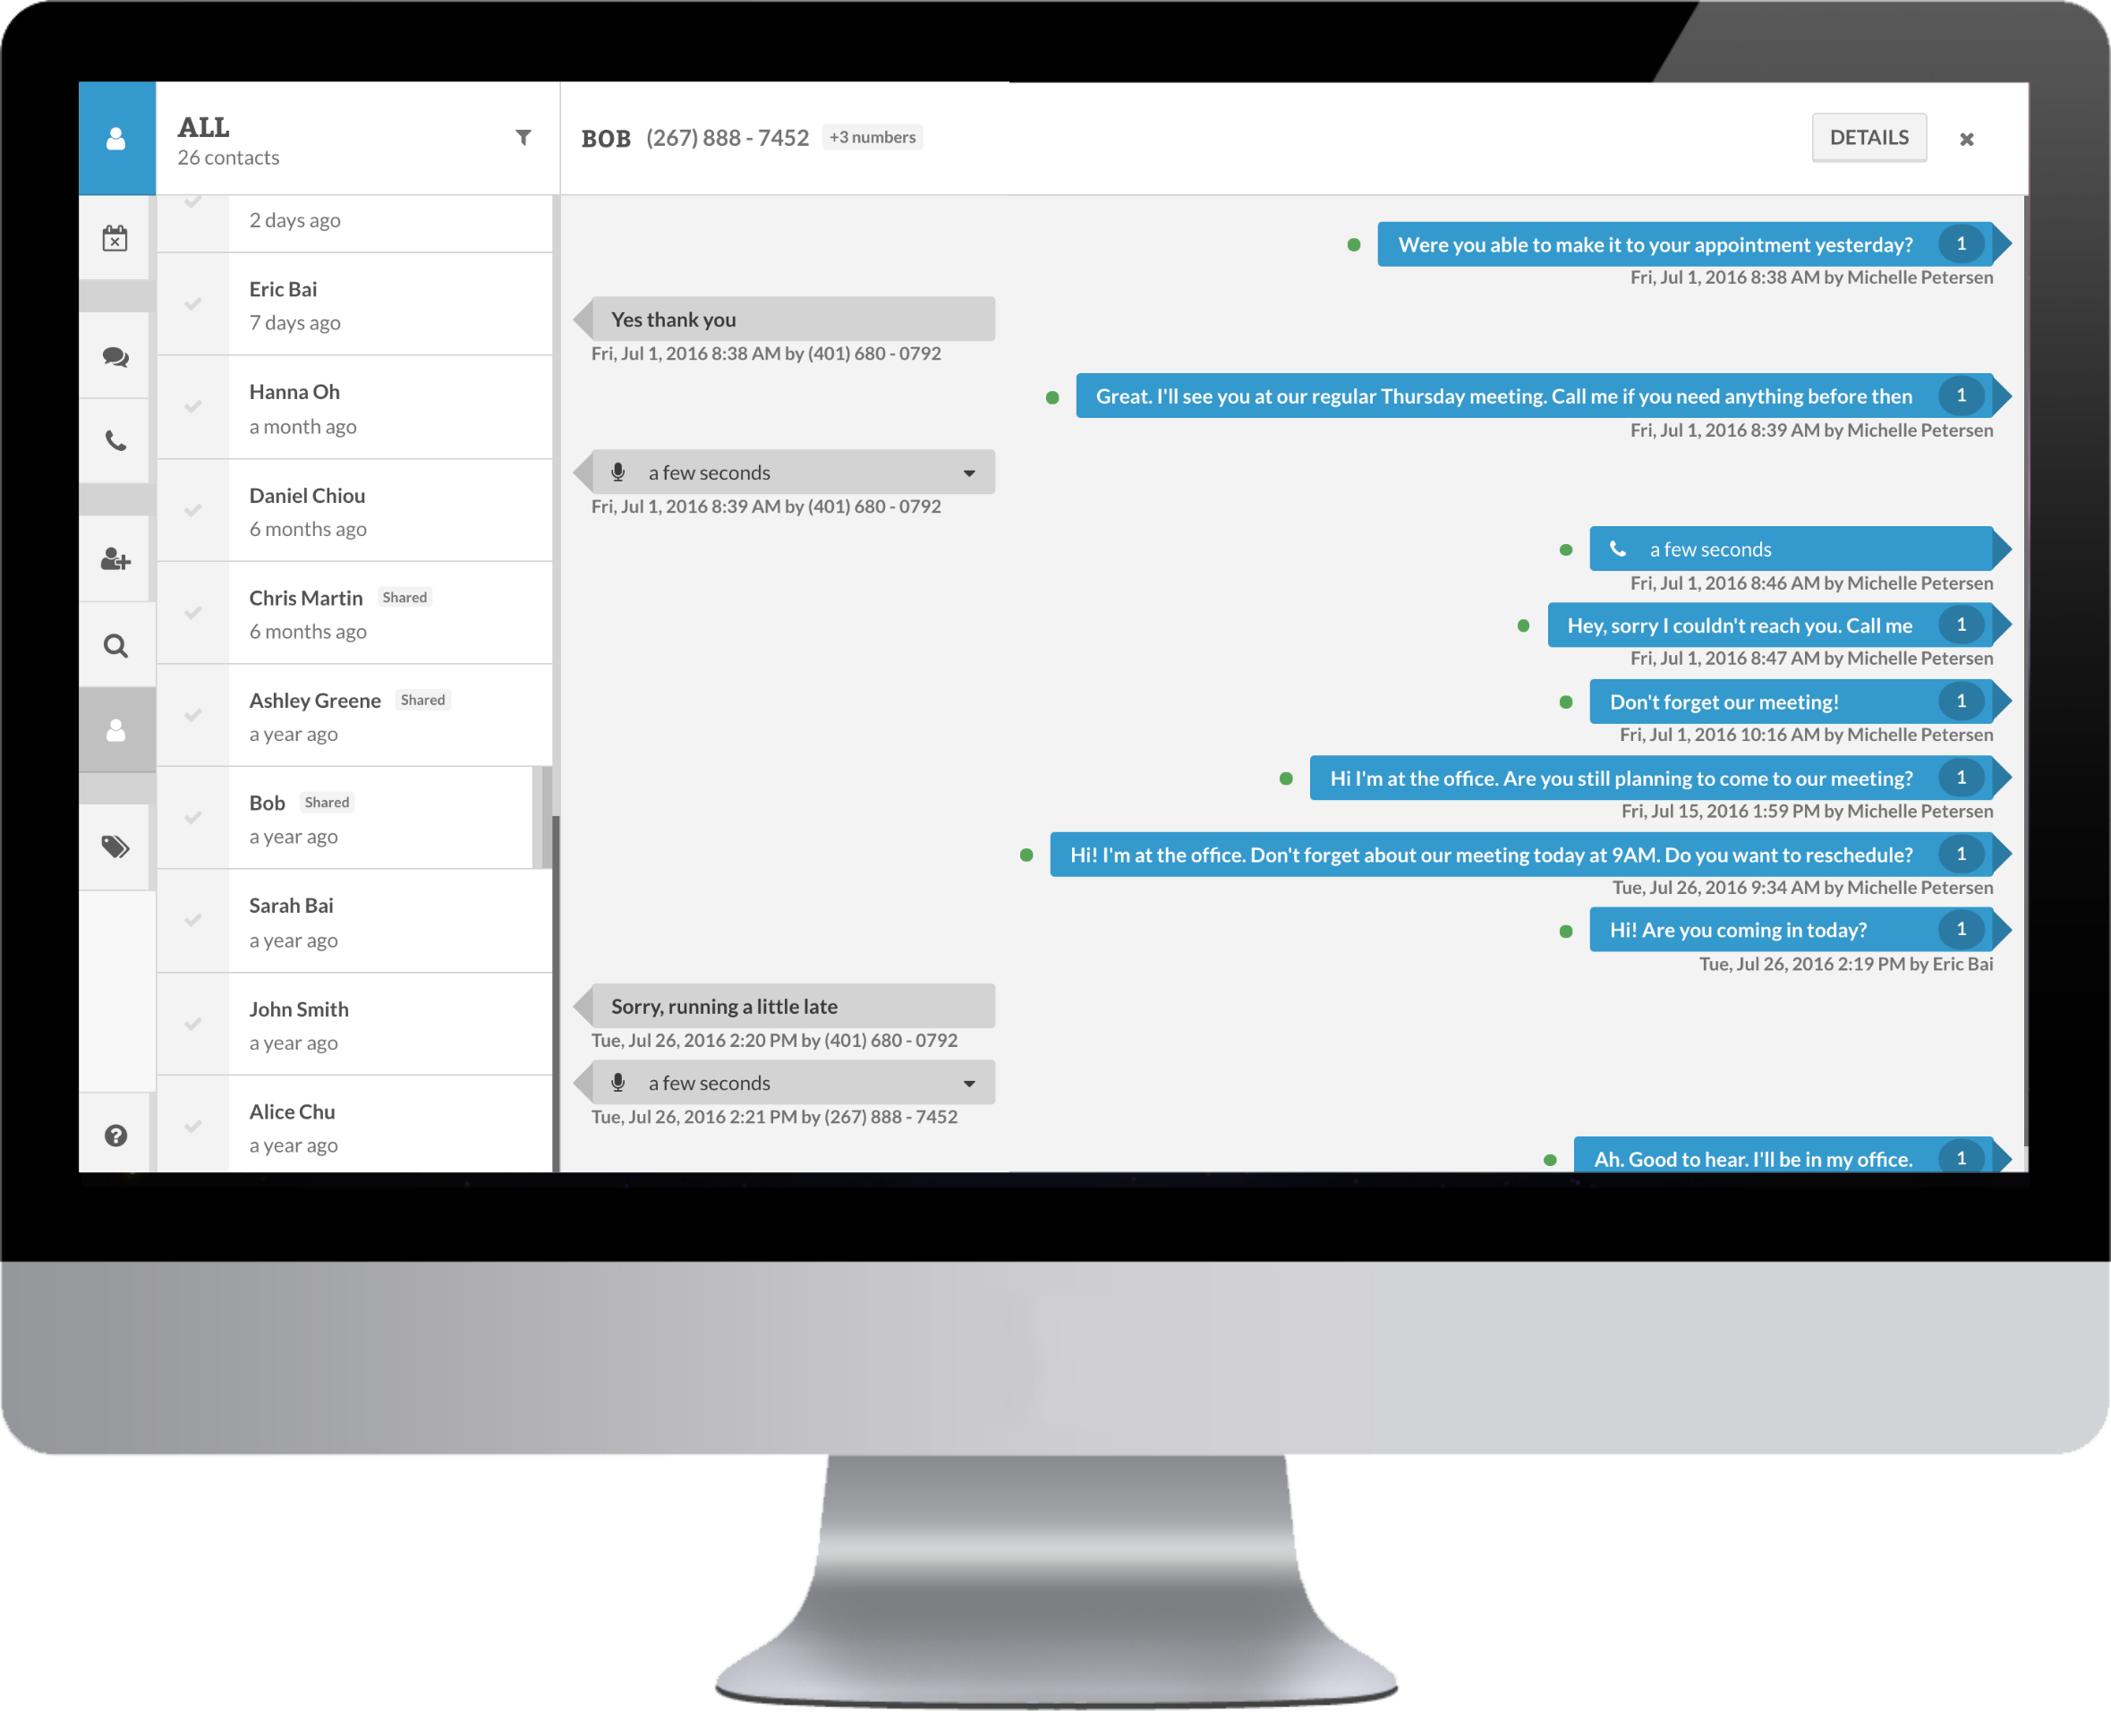 ALL
26 contacts
2 days ago
Eric Bai
7 days ago
Hanna Oh
a month ago
Daniel Chiou
6 months ago
Chris Martin Shared
6 months ago
Ashley Greene Shared
a year ago
Bob Shared
a year ago
Sarah Bai
a year ago
John Smith
a year ago
Alice Chu
a year ago
BOB (267) 888 - 7452 +3 numbers
DETAILS
Were you able to make it to your appointment yesterday? 1
Fri, Jul 1, 2016 8:38 AM by Michelle Petersen
Yes thank you
Fri, Jul 1, 2016 8:38 AM by (401) 680 - 0792
Great. I'll see you at our regular Thursday meeting. Call me if you need anything before then 1
Fri, Jul 1, 2016 8:39 AM by Michelle Petersen
a few seconds
Fri, Jul 1, 2016 8:39 AM by (401) 680 - 0792
a few seconds
Fri, Jul 1, 2016 8:46 AM by Michelle Petersen
Hey, sorry I couldn't reach you. Call me 1
Fri, Jul 1, 2016 8:47 AM by Michelle Petersen
Don't forget our meeting! 1
Fri, Jul 1, 2016 10:16 AM by Michelle Petersen
Hi I'm at the office. Are you still planning to come to our meeting? 1
Fri, Jul 15, 2016 1:59 PM by Michelle Petersen
Hi! I'm at the office. Don't forget about our meeting today at 9AM. Do you want to reschedule? 1
Tue, Jul 26, 2016 9:34 AM by Michelle Petersen
Hi! Are you coming in today? 1
Tue, Jul 26, 2016 2:19 PM by Eric Bai
Sorry, running a little late
Tue, Jul 26, 2016 2:20 PM by (401) 680 - 0792
a few seconds
Tue, Jul 26, 2016 2:21 PM by (267) 888 - 7452
Ah. Good to hear. I'll be in my office. 1